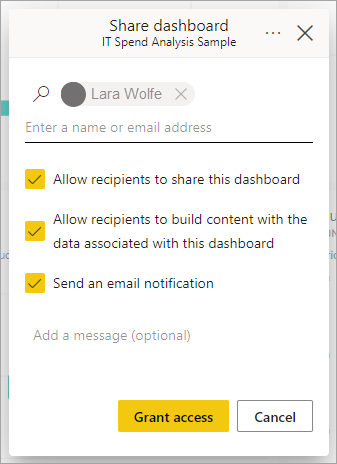 Share dashboard
IT Spend Analysis Sample
Lara Wolfe
Enter a name or email address
Allow recipients to share this dashboard
Allow recipients to build content with the
data associated with this dashboard
Send an email notification
Add a message (optional)
Grant access
Cancel